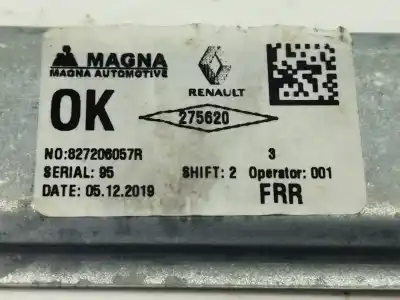 MAGNA
MAGNA AUTOMOTIVE
RENAULT
OK
275620
NO:827206057R 3
SERIAL: 95 SHIFT: 2 Operator: 001
DATE: 05.12.2019 FRR